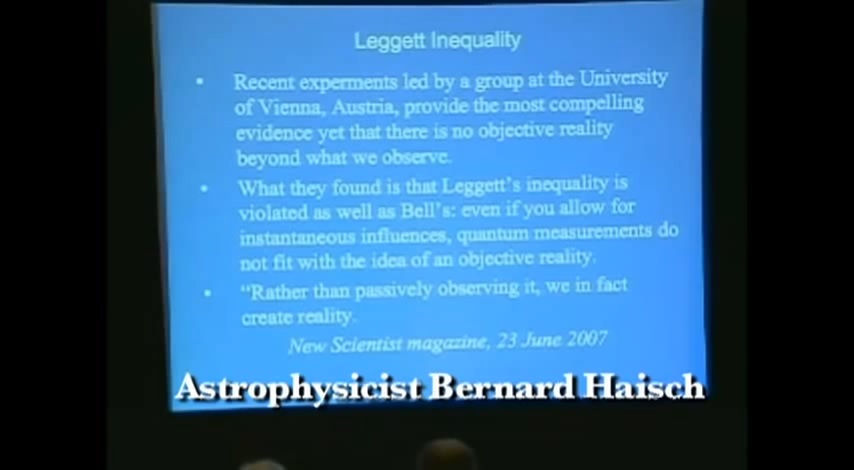 Leggett Inequality
• Recent experments led by a group at the University
of Vienna, Austria, provide the most compelling
evidence yet that there is no objective reality
beyond what we observe.
• What they found is that Leggett's inequality is
violated as well as Bell's: even if you allow for
instantaneous influences, quantum measurements do
not fit with the idea of an objective reality.
• "Rather than passively observing it, we in fact
create reality.
New Scientist magazine, 23 June 2007
Astrophysicist Bernard Haisch